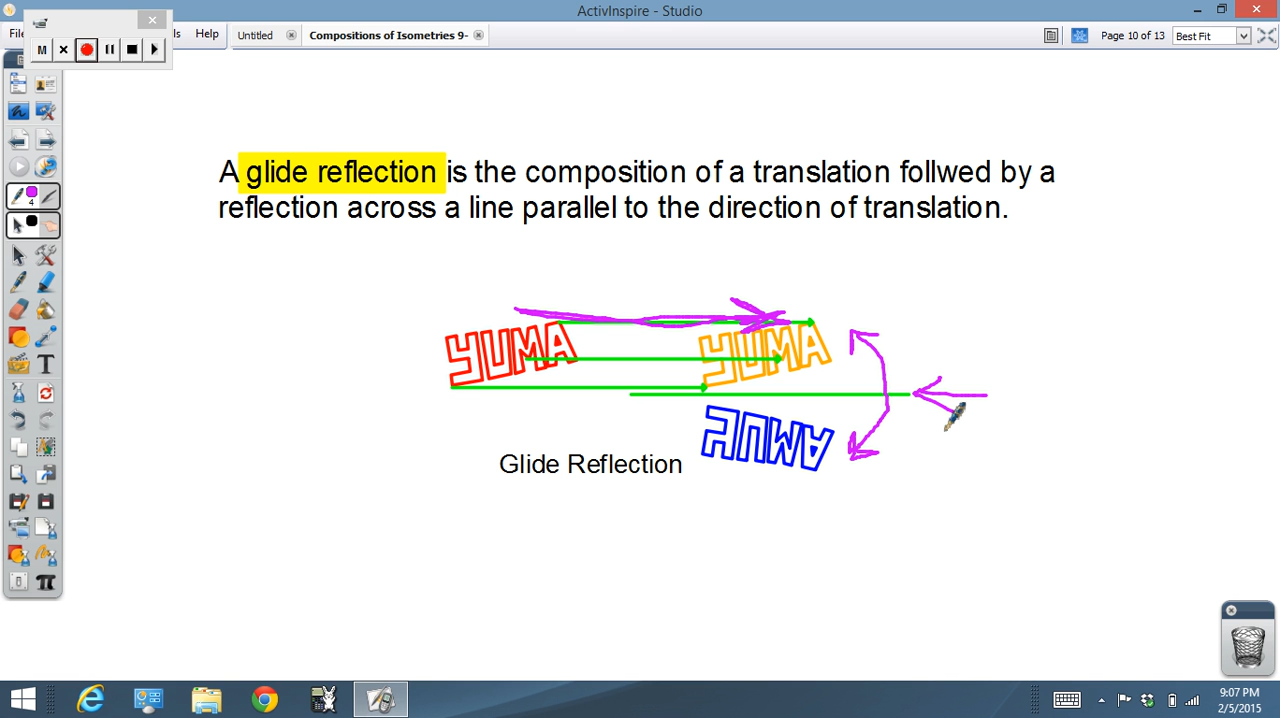 ActivInspire - Studio
File
ls Help
Untitled
Compositions of Isometries 9-
Page 10 of 13
Best Fit
M
4
T
A glide reflection is the composition of a translation follwed by a
reflection across a line parallel to the direction of translation.
YUMA YUMA
YUMA
Glide Reflection
9:07 PM
2/5/2015